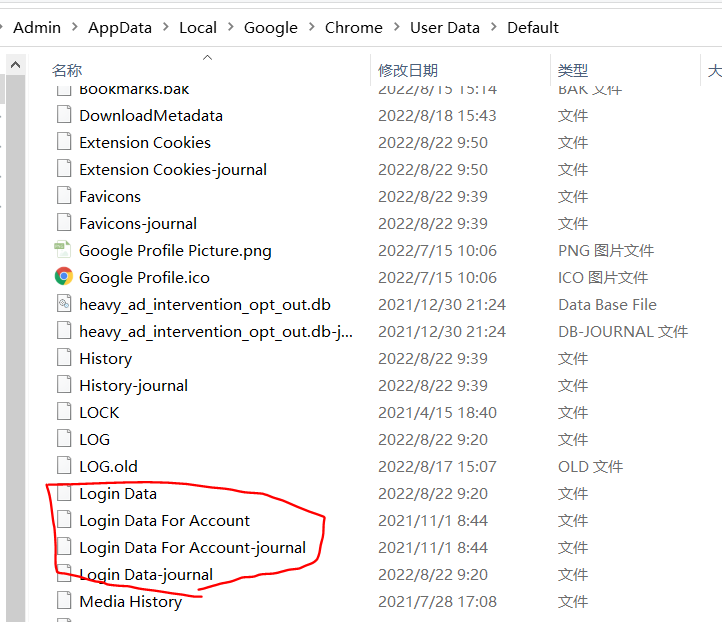 Admin > AppData > Local > Google > Chrome > User Data > Default
名称 修改日期 类型 大
Bookmarks.bak 2022/8/15 15:14 BAK 文件
DownloadMetadata 2022/8/18 15:43 文件
Extension Cookies 2022/8/22 9:50 文件
Extension Cookies-journal 2022/8/22 9:50 文件
Favicons 2022/8/22 9:39 文件
Favicons-journal 2022/8/22 9:39 文件
Google Profile Picture.png 2022/7/15 10:06 PNG 图片文件
Google Profile.ico 2022/7/15 10:06 ICO 图片文件
heavy_ad_intervention_opt_out.db 2021/12/30 21:24 Data Base File
heavy_ad_intervention_opt_out.db-j... 2021/12/30 21:24 DB-JOURNAL 文件
History 2022/8/22 9:39 文件
History-journal 2022/8/22 9:39 文件
LOCK 2021/4/15 18:40 文件
LOG 2022/8/22 9:20 文件
LOG.old 2022/8/17 15:07 OLD 文件
Login Data 2022/8/22 9:20 文件
Login Data For Account 2021/11/1 8:44 文件
Login Data For Account-journal 2021/11/1 8:44 文件
Login Data-journal 2022/8/22 9:20 文件
Media History 2021/7/28 17:08 文件